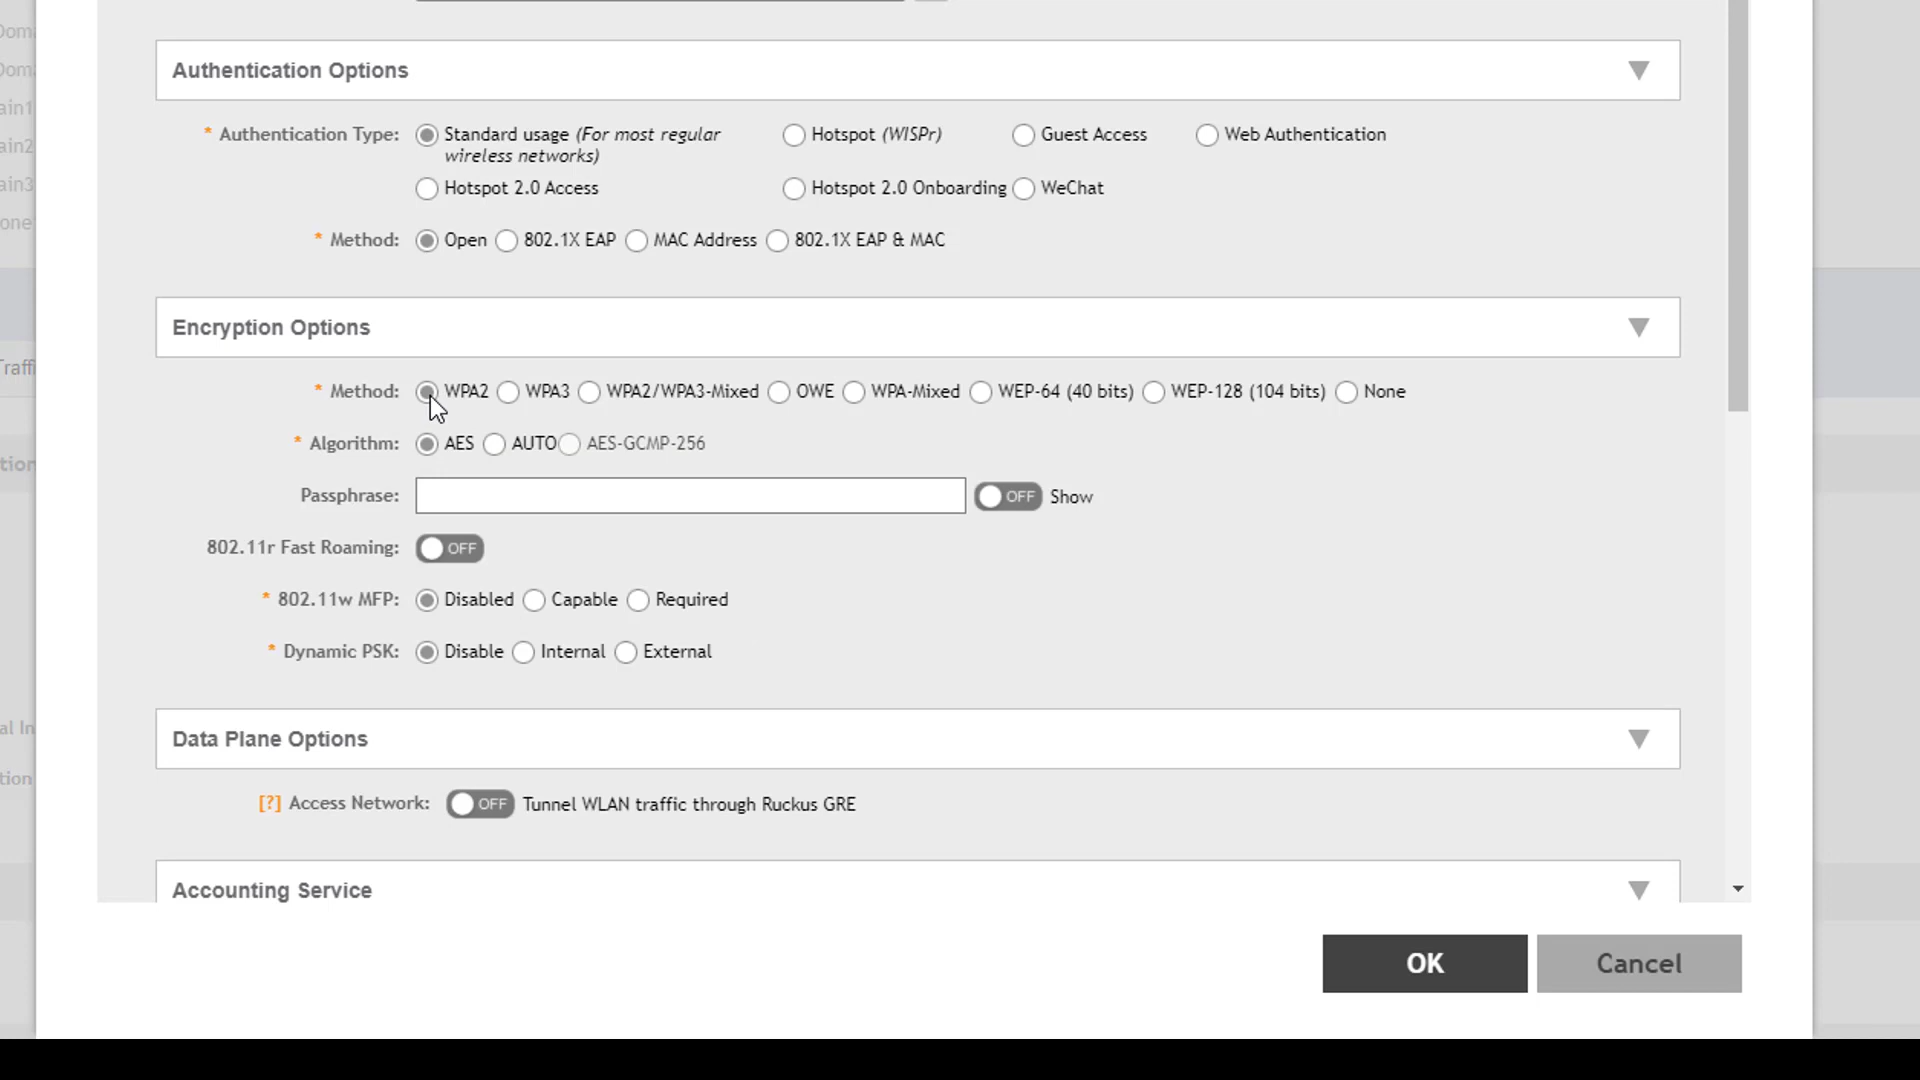 Authentication Options
* Authentication Type: Standard usage (For most regular Hotspot (WISPr) Guest Access Web Authentication
wireless networks)
Hotspot 2.0 Access Hotspot 2.0 Onboarding WeChat
* Method: Open 802.1X EAP MAC Address 802.1X EAP & MAC
Encryption Options
* Method: WPA2 WPA3 WPA2/WPA3-Mixed OWE WPA-Mixed WEP-64 (40 bits) WEP-128 (104 bits) None
* Algorithm: AES AUTO AES-GCMP-256
Passphrase: OFF Show
802.11r Fast Roaming: OFF
* 802.11w MFP: Disabled Capable Required
* Dynamic PSK: Disable Internal External
Data Plane Options
[?] Access Network: OFF Tunnel WLAN traffic through Ruckus GRE
Accounting Service
OK Cancel